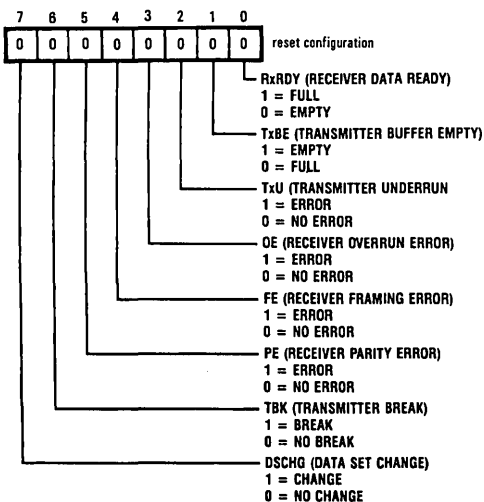 7 6 5 4 3 2 1 0
0 0 0 0 0 0 0 0 reset configuration
RxRDY (RECEIVER DATA READY)
1 = FULL
0 = EMPTY
TxBE (TRANSMITTER BUFFER EMPTY)
1 = EMPTY
0 = FULL
TxU (TRANSMITTER UNDERRUN
1 = ERROR
0 = NO ERROR
OE (RECEIVER OVERRUN ERROR)
1 = ERROR
0 = NO ERROR
FE (RECEIVER FRAMING ERROR)
1 = ERROR
0 = NO ERROR
PE (RECEIVER PARITY ERROR)
1 = ERROR
0 = NO ERROR
TBK (TRANSMITTER BREAK)
1 = BREAK
0 = NO BREAK
DSCHG (DATA SET CHANGE)
1 = CHANGE
0 = NO CHANGE